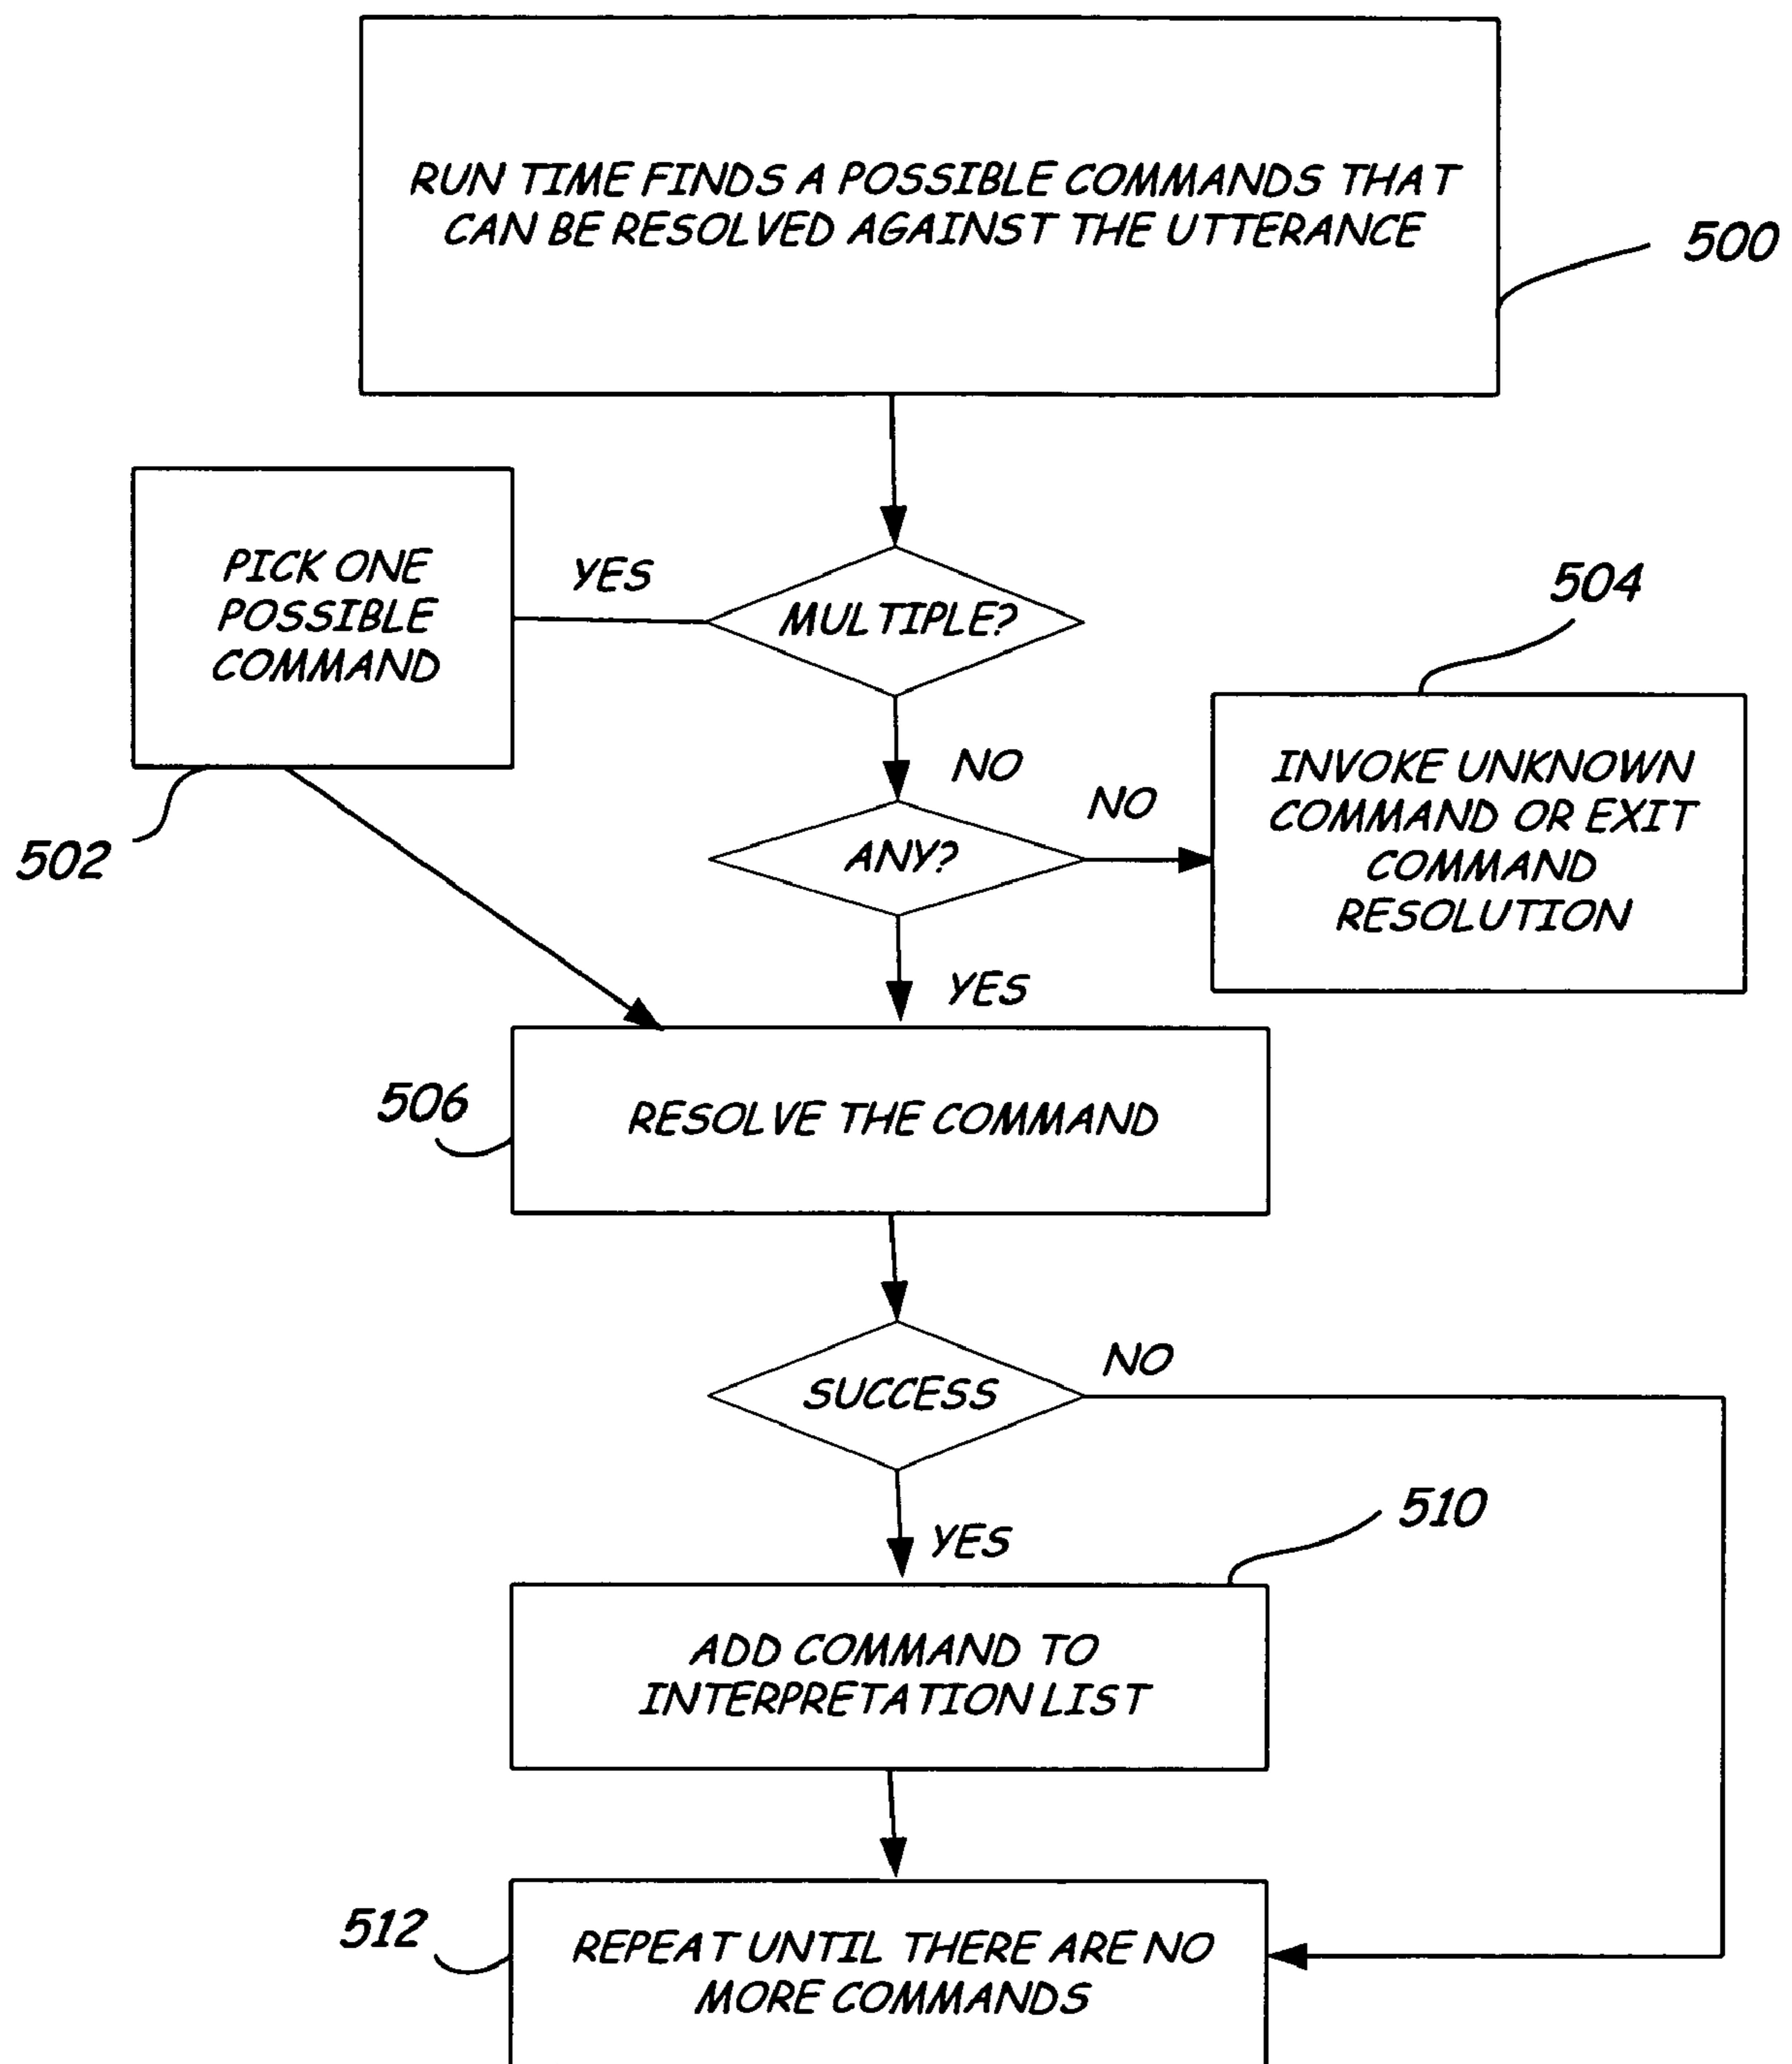 RUN TIME FINDS A POSSIBLE COMMANDS THAT
CAN BE RESOLVED AGAINST THE UTTERANCE
500
PICK ONE
POSSIBLE
COMMAND
YES
MULTIPLE?
504
502
NO
NO
ANY?
INVOKE UNKNOWN
COMMAND OR EXIT
COMMAND
RESOLUTION
YES
506
RESOLVE THE COMMAND
NO
SUCCESS
510
YES
ADD COMMAND TO
INTERPRETATION LIST
512
REPEAT UNTIL THERE ARE NO
MORE COMMANDS